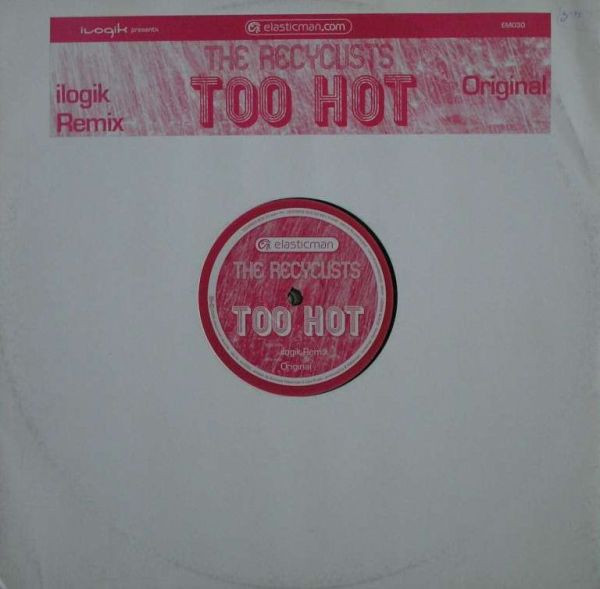 iLogik presents
elasticman.com
EM030
THE RECYCLISTS
TOO HOT
ilogik
Remix
Original
elasticman
THE RECYCLISTS
TOO HOT
ilogik Remix
Original